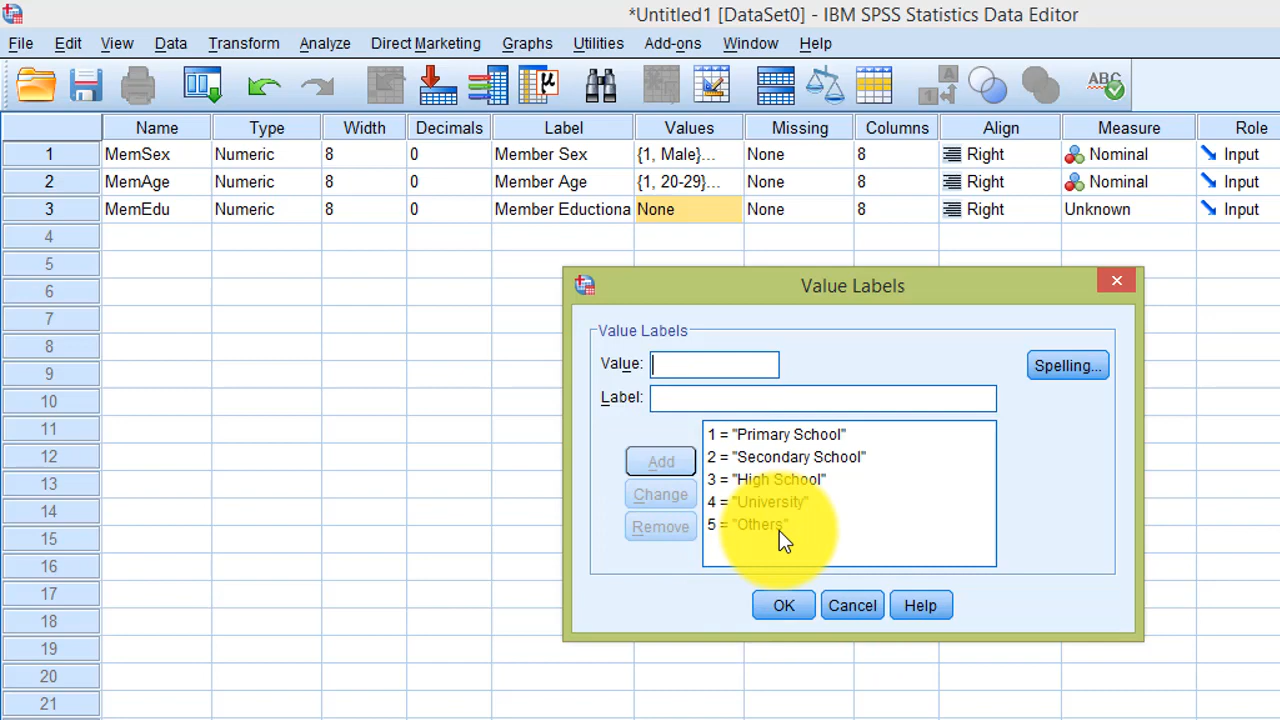 *Untitled1 [DataSet0] - IBM SPSS Statistics Data Editor
File Edit View Data Transform Analyze Direct Marketing Graphs Utilities Add-ons Window Help
Name Type Width Decimals Label Values Missing Columns Align Measure Role
1 MemSex Numeric 8 0 Member Sex {1, Male}... None 8 Right Nominal Input
2 MemAge Numeric 8 0 Member Age {1, 20-29}... None 8 Right Nominal Input
3 MemEdu Numeric 8 0 Member Eductiona None None 8 Right Unknown Input
4
5
6
7
8
9
10
11
12
13
14
15
16
17
18
19
20
21
Value Labels
Value Labels
Value:
Spelling...
Label:
Add
Change
Remove
1 = "Primary School"
2 = "Secondary School"
3 = "High School"
4 = "University"
5 = "Others"
OK Cancel Help
μ
A
1
A
ABC